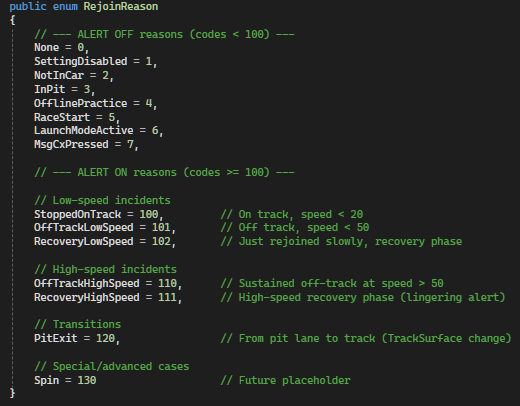 public enum RejoinReason
{
    // --- ALERT OFF reasons (codes < 100) ---
    None = 0,
    SettingDisabled = 1,
    NotInCar = 2,
    InPit = 3,
    OfflinePractice = 4,
    RaceStart = 5,
    LaunchModeActive = 6,
    MsgCxPressed = 7,

    // --- ALERT ON reasons (codes >= 100) ---

    // Low-speed incidents
    StoppedOnTrack = 100,         // On track, speed < 20
    OffTrackLowSpeed = 101,       // Off track, speed < 50
    RecoveryLowSpeed = 102,       // Just rejoined slowly, recovery phase

    // High-speed incidents
    OffTrackHighSpeed = 110,      // Sustained off-track at speed > 50
    RecoveryHighSpeed = 111,      // High-speed recovery phase (lingering alert)

    // Transitions
    PitExit = 120,                // From pit lane to track (TrackSurface change)

    // Special/advanced cases
    Spin = 130                    // Future placeholder
}